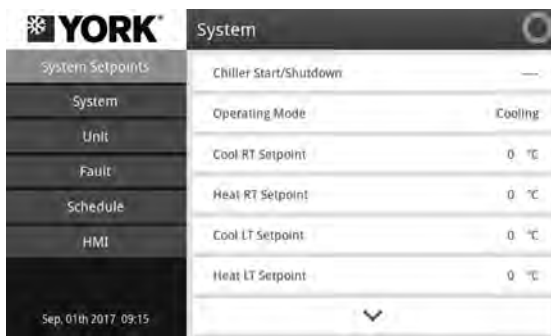 YORK
System
System Setpoints
System
Unit
Fault
Schedule
HMI
Sep. 01th 2017 09:15
Chiller Start/Shutdown ---
Operating Mode Cooling
Cool RT Setpoint 0 ℃
Heat RT Setpoint 0 ℃
Cool LT Setpoint 0 ℃
Heat LT Setpoint 0 ℃